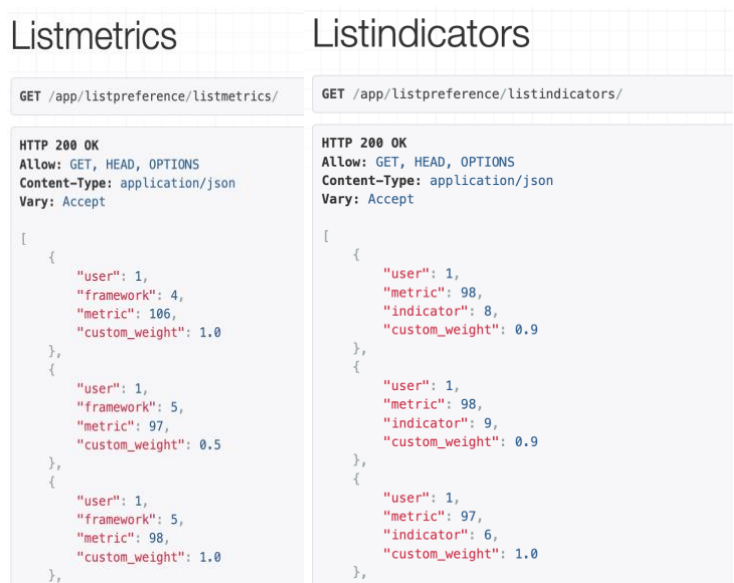 Listmetrics
GET /app/listpreference/listmetrics/
HTTP 200 OK
Allow: GET, HEAD, OPTIONS
Content-Type: application/json
Vary: Accept
[
    {
        "user": 1,
        "framework": 4,
        "metric": 106,
        "custom_weight": 1.0
    },
    {
        "user": 1,
        "framework": 5,
        "metric": 97,
        "custom_weight": 0.5
    },
    {
        "user": 1,
        "framework": 5,
        "metric": 98,
        "custom_weight": 1.0
    },
Listindicators
GET /app/listpreference/listindicators/
HTTP 200 OK
Allow: GET, HEAD, OPTIONS
Content-Type: application/json
Vary: Accept
[
    {
        "user": 1,
        "metric": 98,
        "indicator": 8,
        "custom_weight": 0.9
    },
    {
        "user": 1,
        "metric": 98,
        "indicator": 9,
        "custom_weight": 0.9
    },
    {
        "user": 1,
        "metric": 97,
        "indicator": 6,
        "custom_weight": 1.0
    },